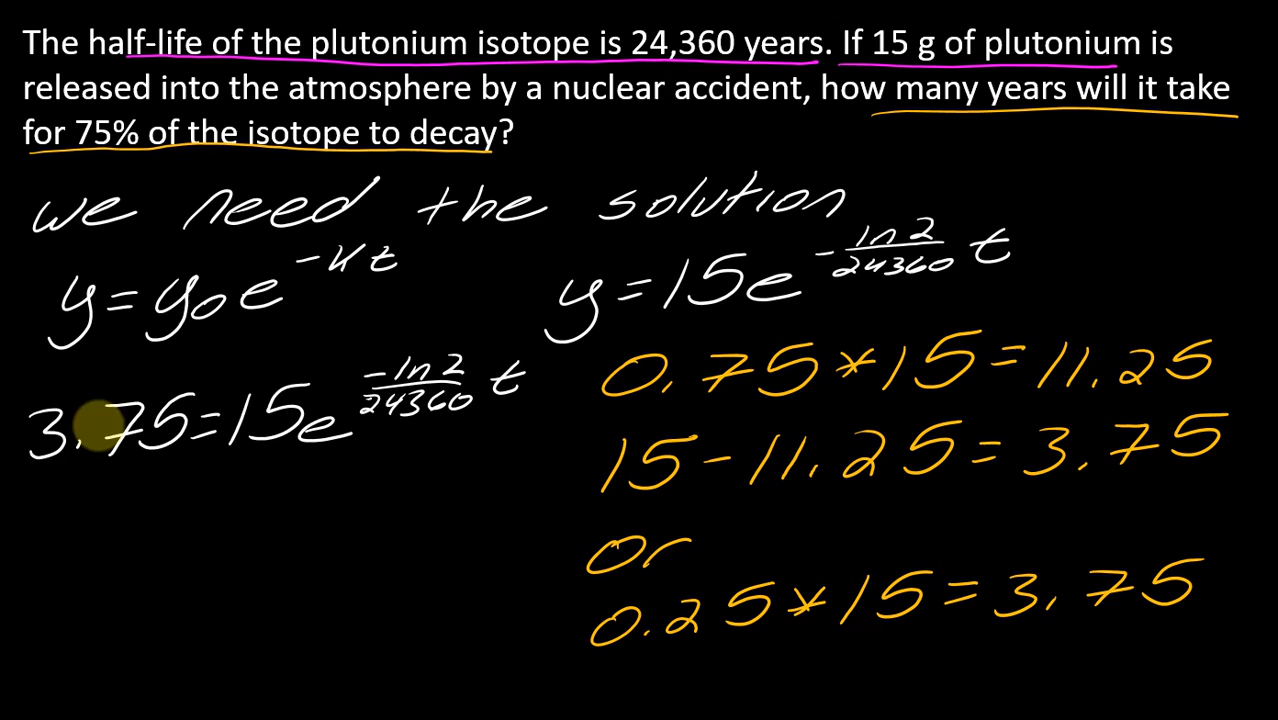 The half-life of the plutonium isotope is 24,360 years. If 15 g of plutonium is
released into the atmosphere by a nuclear accident, how many years will it take
for 75% of the isotope to decay?
we need the solution
y=y₀e^(-kt)
y=15e^(-(ln2/24360)t)
3.75=15e^((-ln2/24360)t)
0.75*15=11.25
15-11.25=3.75
or
0.25*15=3.75